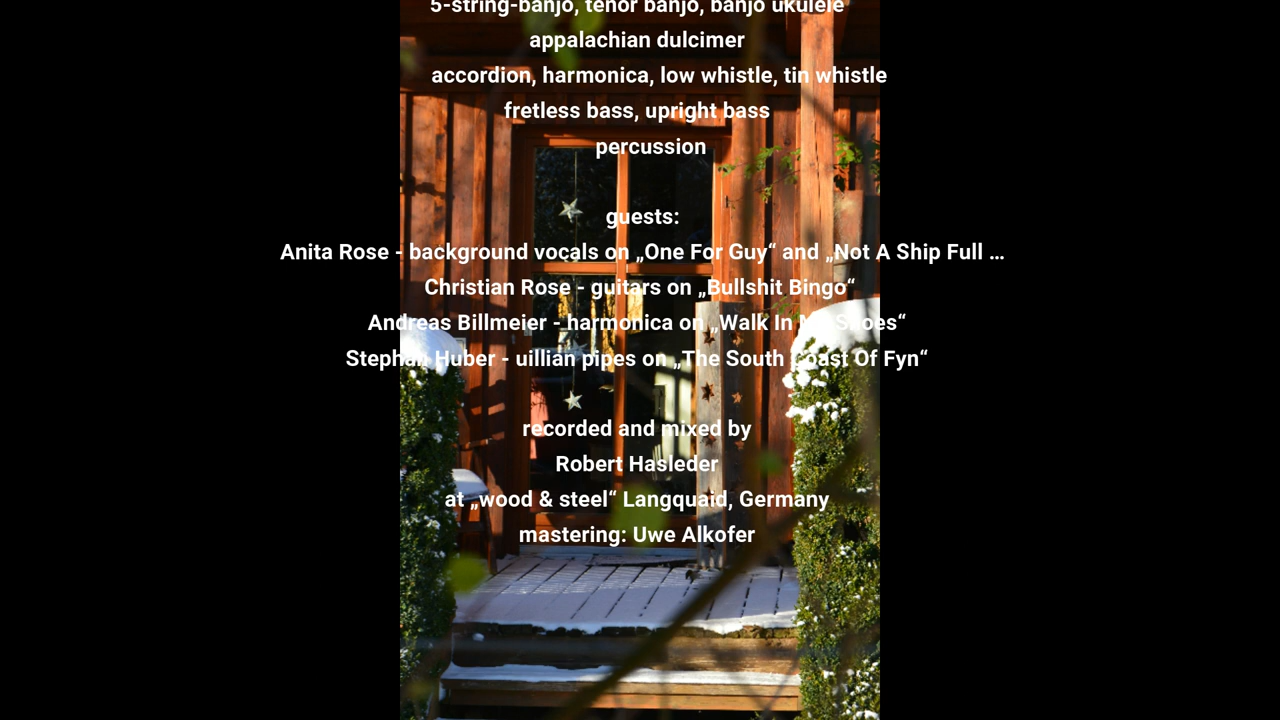 5-string-banjo, tenor banjo, banjo ukulele
appalachian dulcimer
accordion, harmonica, low whistle, tin whistle
fretless bass, upright bass
percussion
guests:
Anita Rose - background vocals on „One For Guy“ and „Not A Ship Full ...
Christian Rose - guitars on „Bullshit Bingo“
Andreas Billmeier - harmonica on „Walk In My Shoes“
Stephan Huber - uillian pipes on „The South Coast Of Fyn“
recorded and mixed by
Robert Hasleder
at „wood & steel“ Langquaid, Germany
mastering: Uwe Alkofer